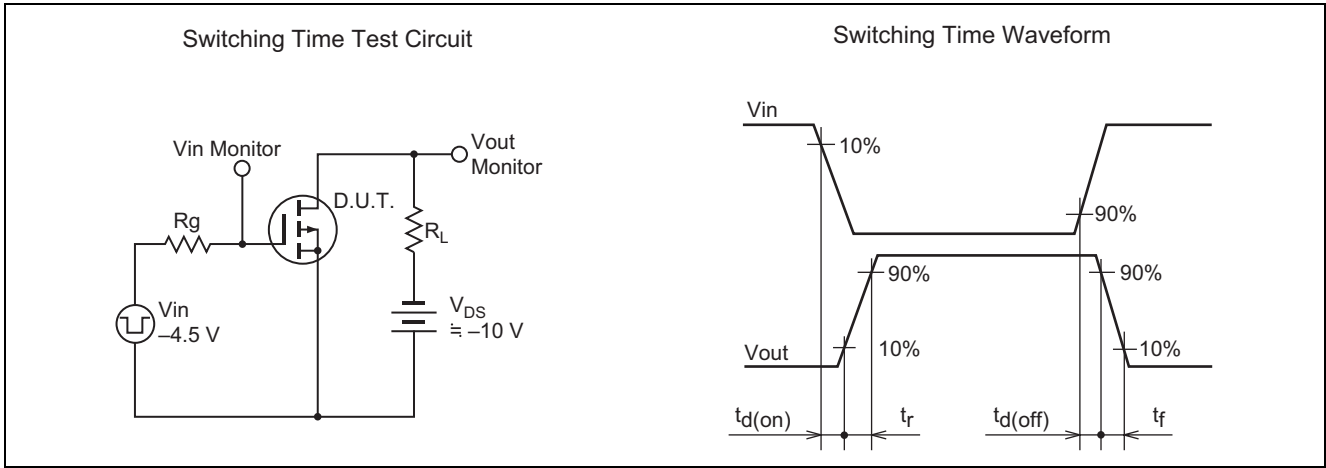 Switching Time Test Circuit
Vin Monitor
Vout
Monitor
D.U.T.
Rg
RL
Vin
–4.5 V
VDS
≒ –10 V
Switching Time Waveform
Vin
10%
90%
90%
90%
Vout
10%
10%
td(on)
tr
td(off)
tf